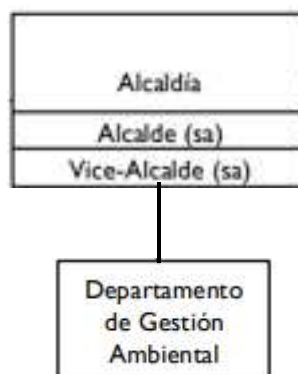 Alcaldía
Alcalde (sa)
Vice-Alcalde (sa)
Departamento
de Gestión
Ambiental